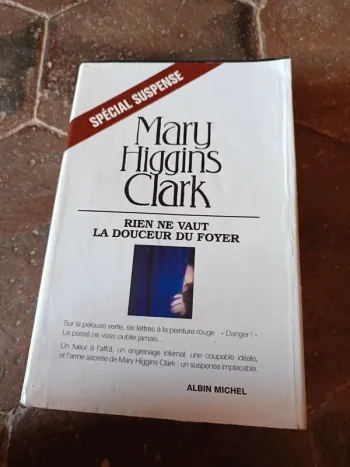 SPÉCIAL SUSPENSE
Mary
Higgins
Clark
RIEN NE VAUT
LA DOUCEUR DU FOYER
Sur la pelouse verte, six lettres à la peinture rouge : « Danger ! »
Le passé ne vous oublie jamais...
Un tueur à l'affût, un engrenage infernal, une coupable idéale,
et l'arme secrète de Mary Higgins Clark : un suspense implacable.
ALBIN MICHEL